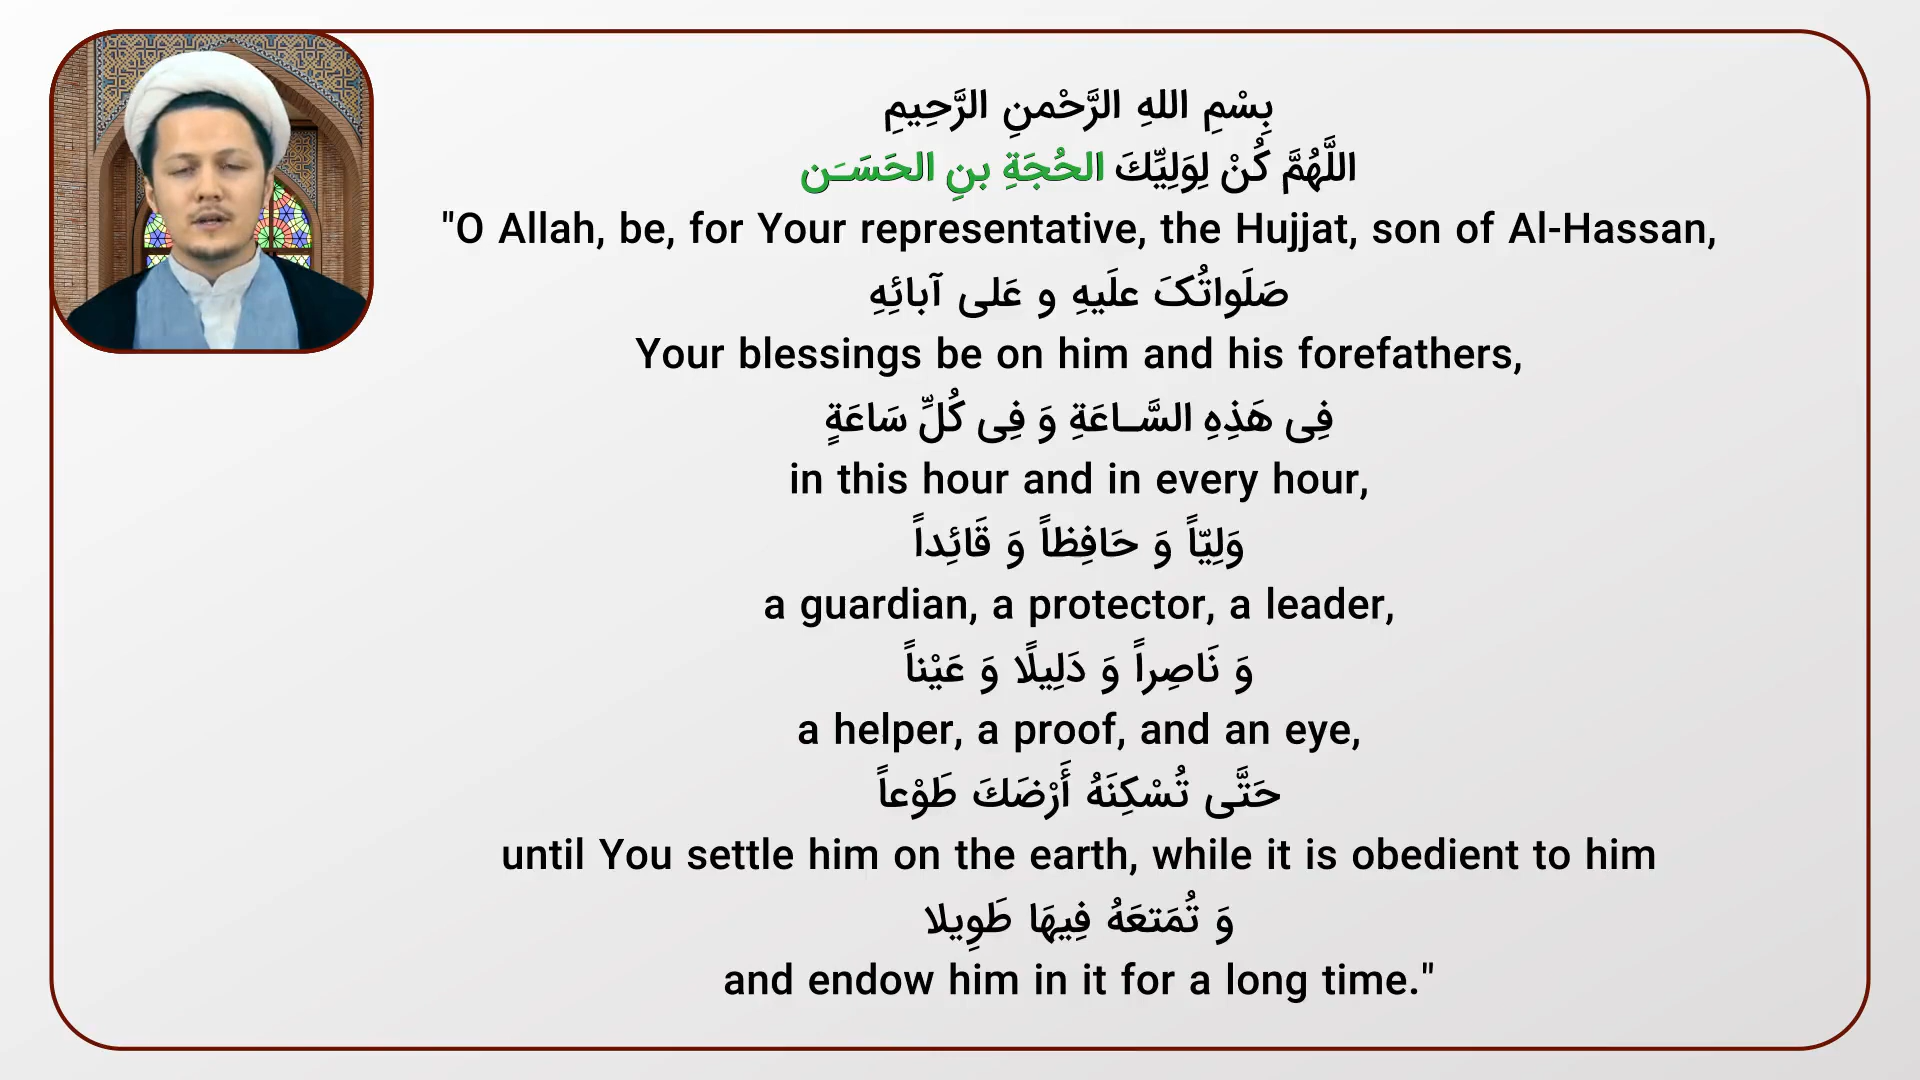 بِسْمِ اللهِ الرَّحْمنِ الرَّحِيمِ
اللَّهُمَّ كُنْ لِوَلِيِّكَ الحُجَةِ بنِ الحَسَـَن
"O Allah, be, for Your representative, the Hujjat, son of Al-Hassan,
صَلَواتُکَ علَیهِ و عَلی آبائِهِ
Your blessings be on him and his forefathers,
فِی هَذِهِ السَّـاعَةِ وَ فِی كُلِّ سَاعَةٍ
in this hour and in every hour,
وَلِيّاً وَ حَافِظاً وَ قَائِداً
a guardian, a protector, a leader,
وَ نَاصِراً وَ دَلِيلًا وَ عَيْناً
a helper, a proof, and an eye,
حَتَّى تُسْكِنَهُ أَرْضَكَ طَوْعاً
until You settle him on the earth, while it is obedient to him
وَ تُمَتعَهُ فِيهَا طَوِيلا
and endow him in it for a long time."